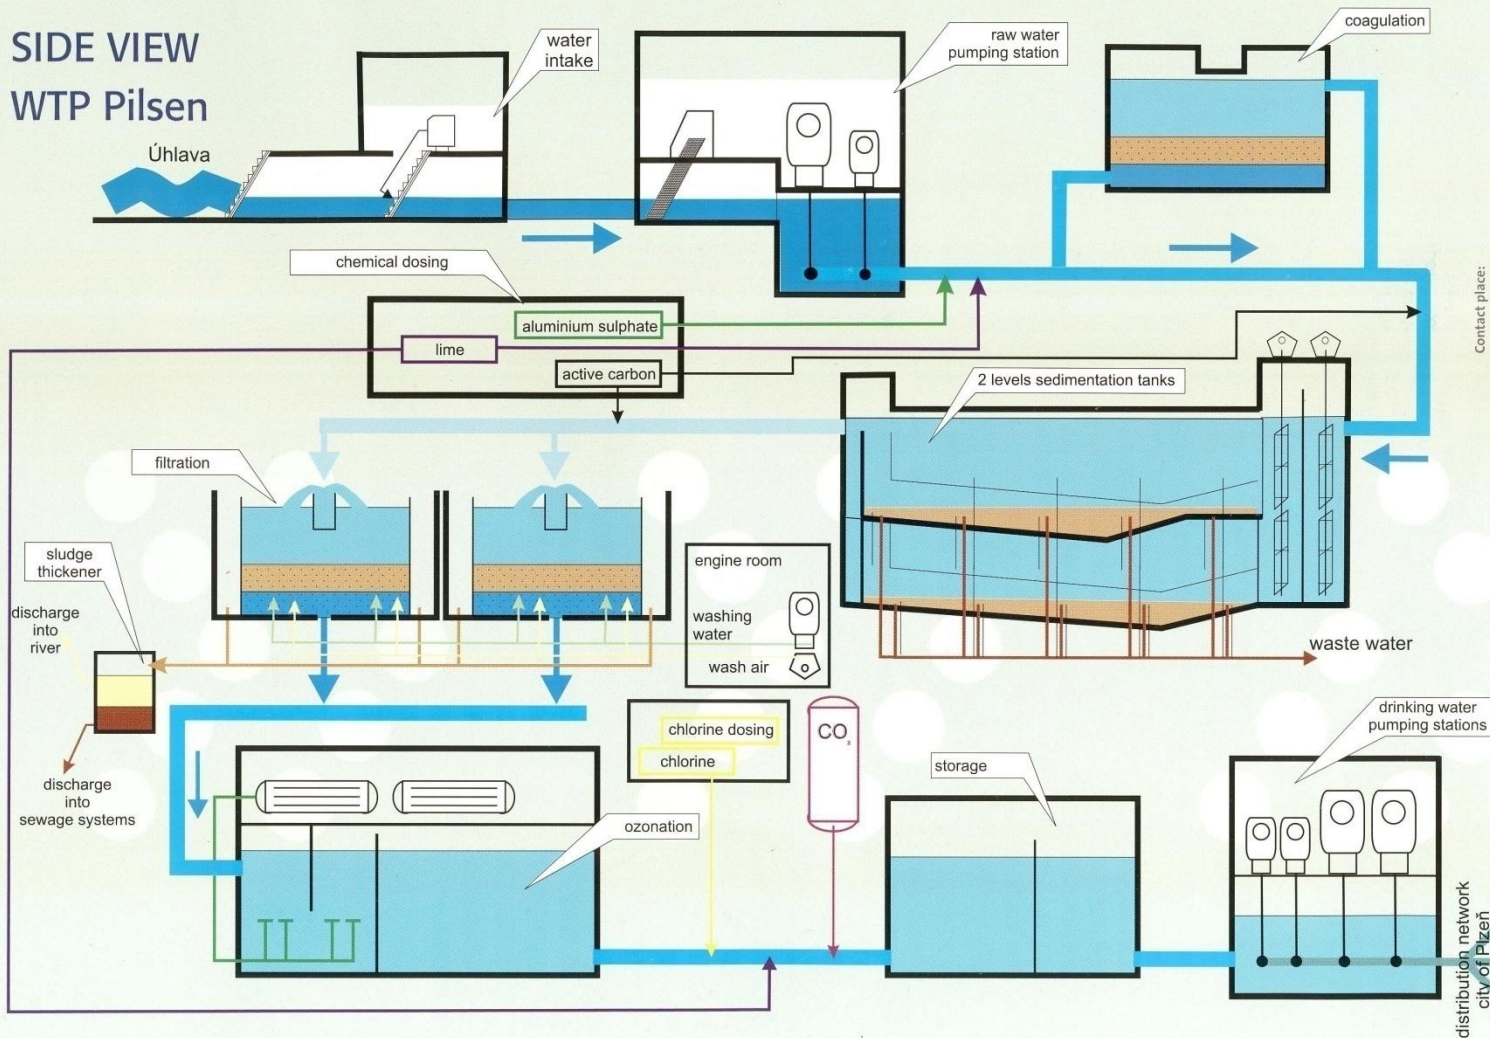 SIDE VIEW
WTP Pilsen
water
intake
raw water
pumping station
coagulation
Úhlava
chemical dosing
aluminium sulphate
lime
active carbon
2 levels sedimentation tanks
Contact place:
filtration
sludge
thickener
discharge
into
river
engine room
washing
water
wash air
waste water
discharge
into
sewage systems
chlorine dosing
chlorine
CO2
ozonation
storage
drinking water
pumping stations
distribution network
city of Plzeň